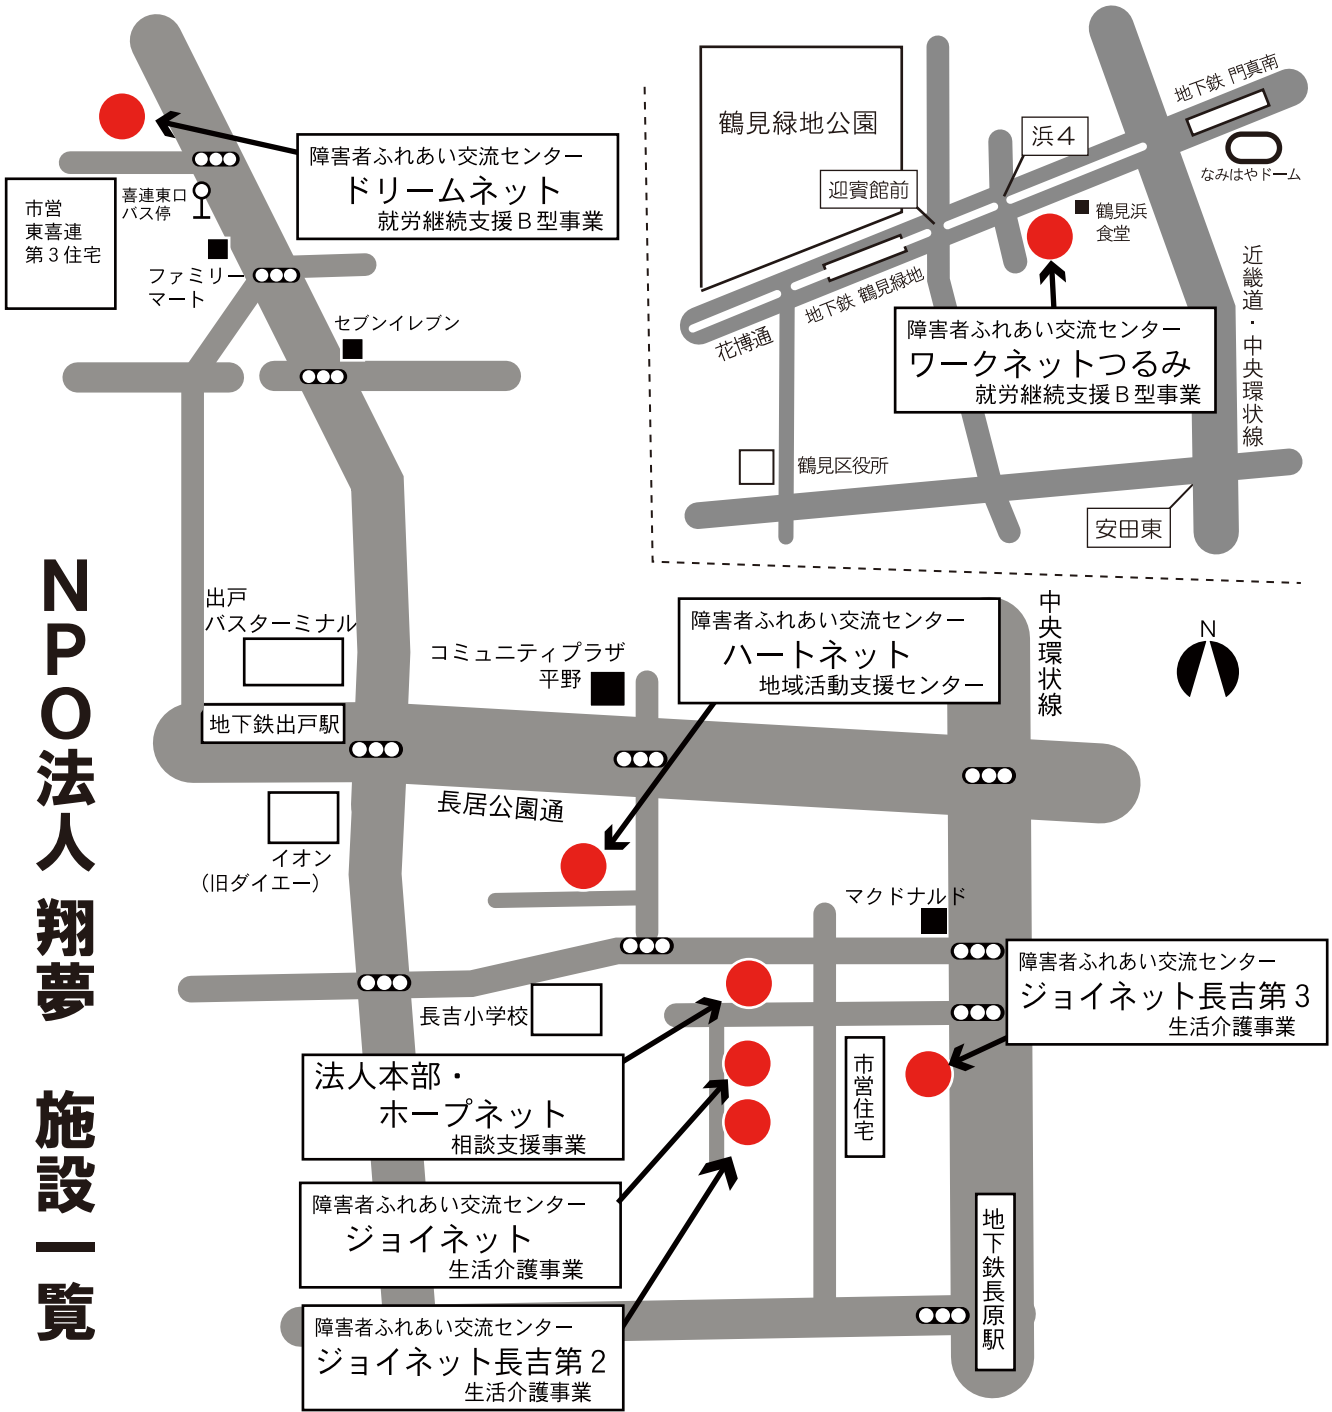 NPO法人 翔夢 施設一覧
障害者ふれあい交流センター
ドリームネット
就労継続支援B型事業
市営
東喜連
第3住宅
喜連東口
バス停
ファミリー
マート
セブンイレブン
鶴見緑地公園
地下鉄 門真南
なみはやドーム
浜4
迎賓館前
鶴見浜
食堂
地下鉄 鶴見緑地
花博通
近畿道・中央環状線
障害者ふれあい交流センター
ワークネットつるみ
就労継続支援B型事業
鶴見区役所
安田東
出戸
バスターミナル
地下鉄出戸駅
コミュニティプラザ
平野
障害者ふれあい交流センター
ハートネット
地域活動支援センター
中央環状線
N
長居公園通
イオン
(旧ダイエー)
マクドナルド
長吉小学校
障害者ふれあい交流センター
ジョイネット長吉第3
生活介護事業
市営住宅
法人本部・
ホープネット
相談支援事業
障害者ふれあい交流センター
ジョイネット
生活介護事業
障害者ふれあい交流センター
ジョイネット長吉第2
生活介護事業
地下鉄長原駅